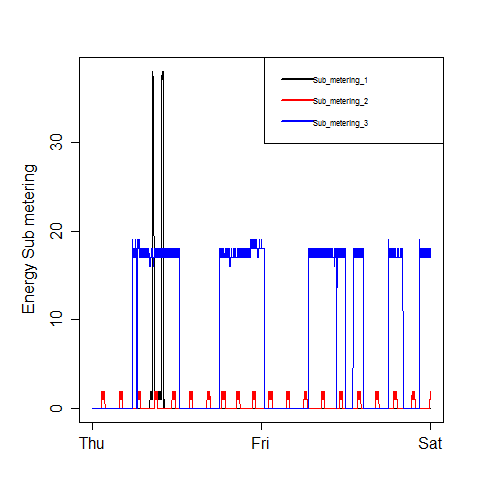 Sub_metering_1
Sub_metering_2
Sub_metering_3
Energy Sub metering
30
20
10
0
Thu Fri Sat